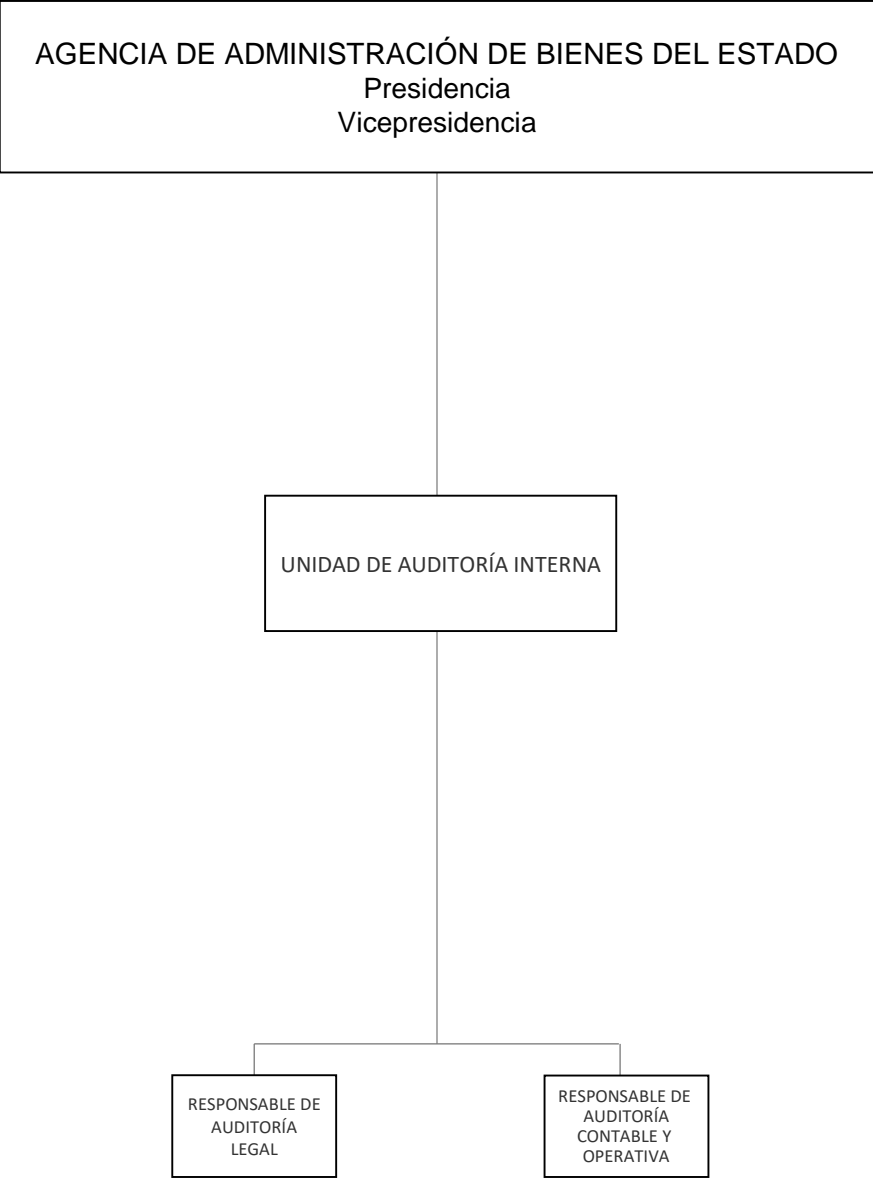 AGENCIA DE ADMINISTRACIÓN DE BIENES DEL ESTADO
Presidencia
Vicepresidencia
UNIDAD DE AUDITORÍA INTERNA
RESPONSABLE DE
AUDITORÍA
LEGAL
RESPONSABLE DE
AUDITORÍA
CONTABLE Y
OPERATIVA